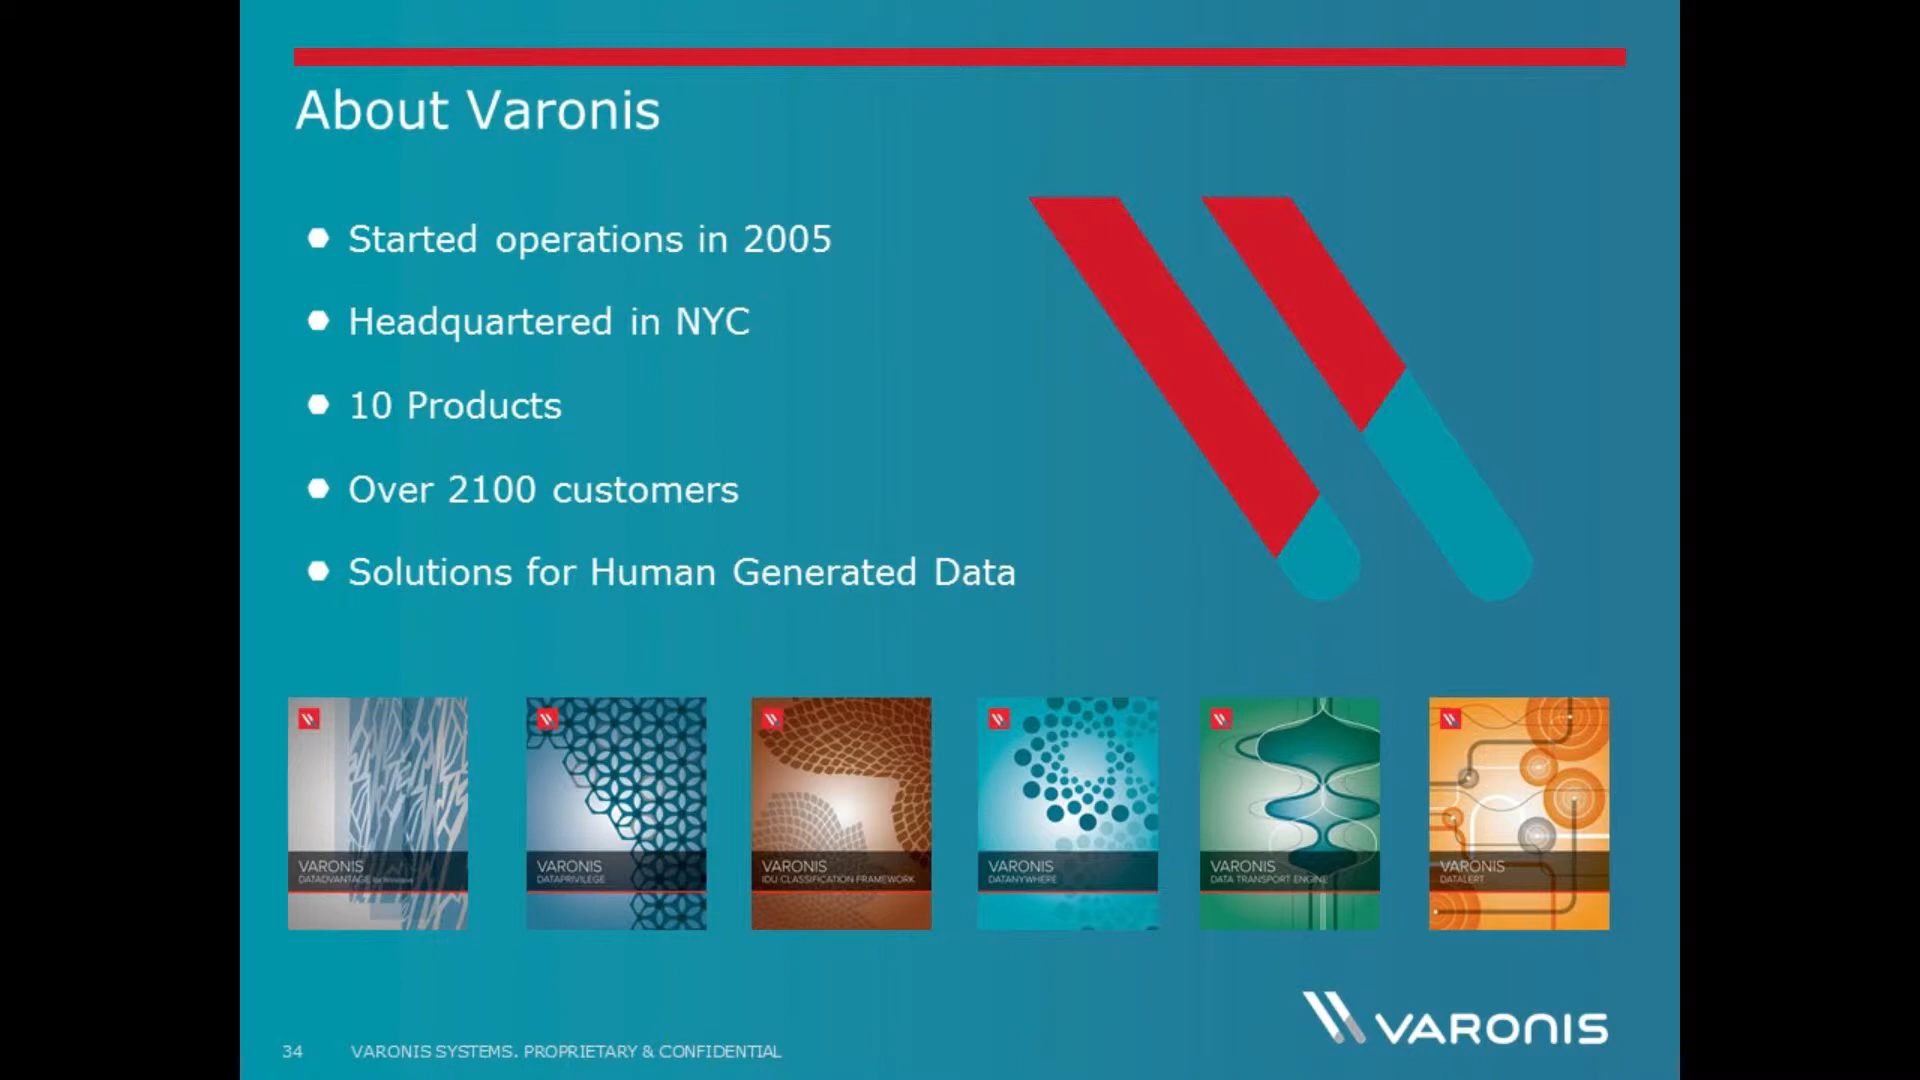 About Varonis
Started operations in 2005
Headquartered in NYC
10 Products
Over 2100 customers
Solutions for Human Generated Data
VARONIS
DATADVANTAGE for Windows
VARONIS
DATAPRIVILEGE
VARONIS
IDU CLASSIFICATION FRAMEWORK
VARONIS
DATANYWHERE
VARONIS
DATA TRANSPORT ENGINE
VARONIS
DATALERT
VARONIS
34 VARONIS SYSTEMS. PROPRIETARY & CONFIDENTIAL